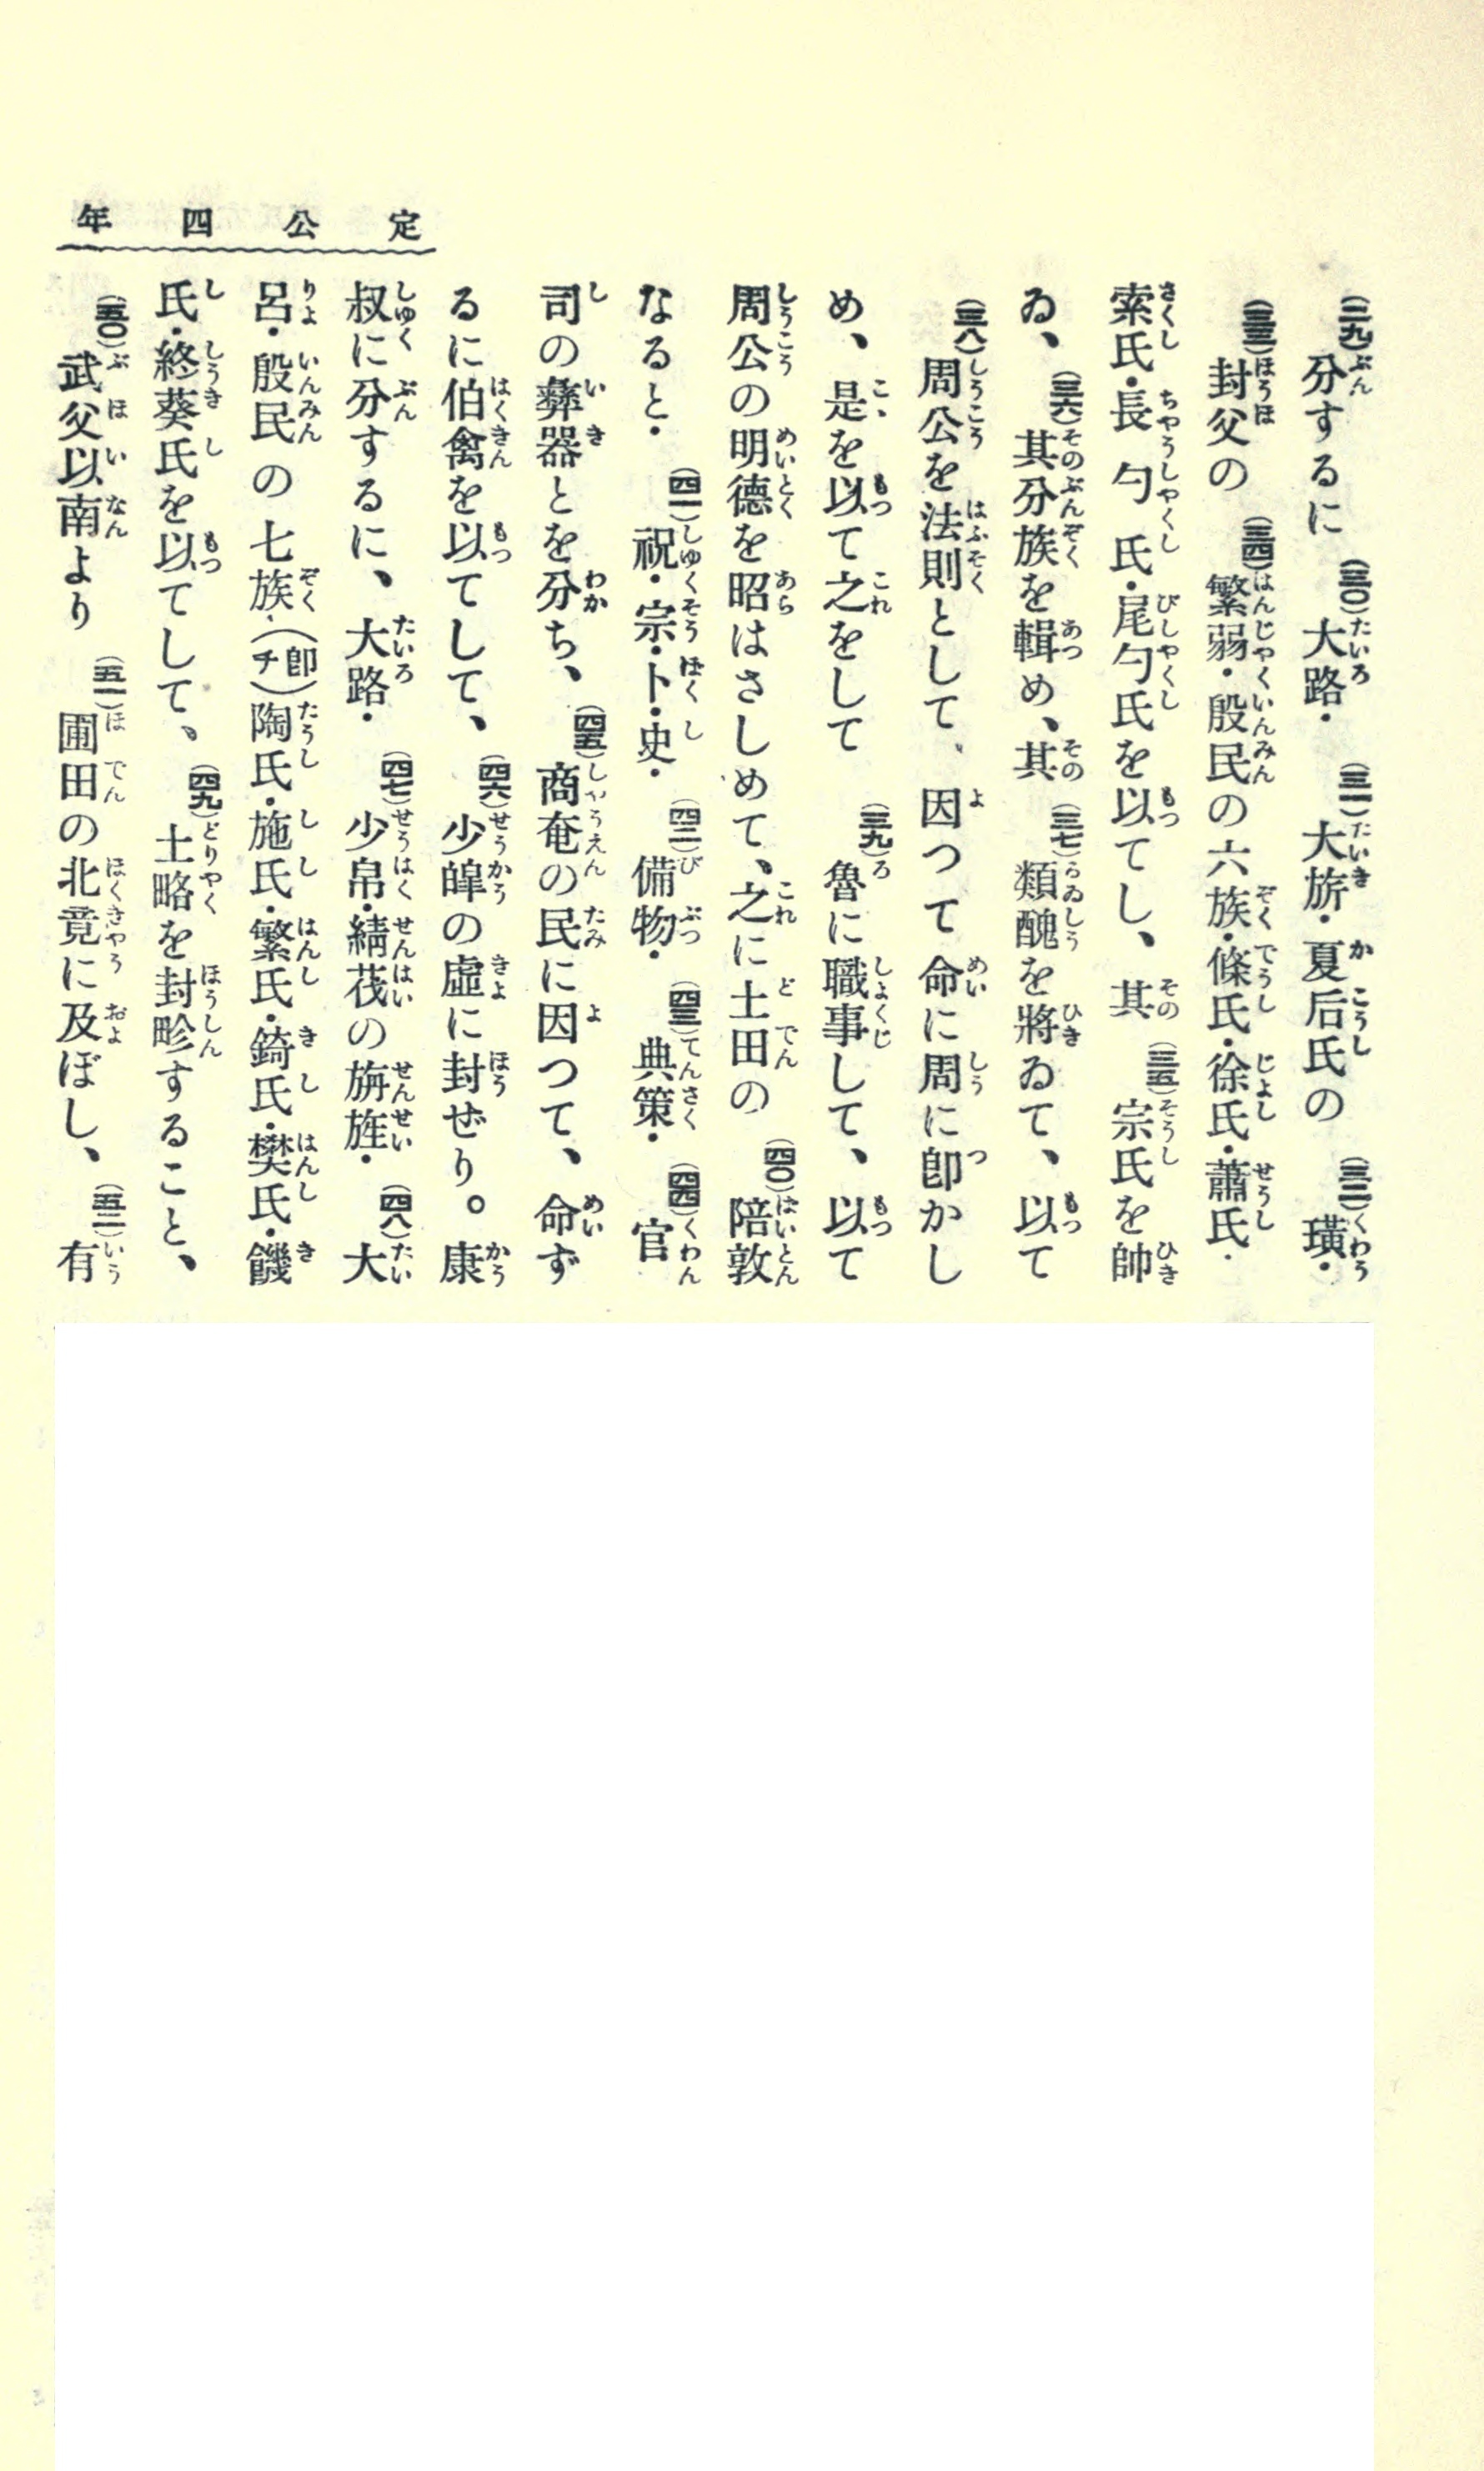 定公四年
(二九)分するに(三〇)大路・(三一)大旂・夏后氏の(三二)璜・
(三三)封父の(三四)繁弱・殷民の六族・條氏・徐氏・蕭氏・
索氏・長勺氏・尾勺氏を以てし、其(三五)宗氏を帥
ゐ、(三六)其分族を輯め、其(三七)類醜を將ゐて、以て
(三八)周公を法則として、因つて命に周に卽かし
め、是を以て之をして(三九)魯に職事して、以て
周公の明德を昭はさしめて、之に土田の(四〇)陪敦
なると・(四一)祝・宗・卜・史・(四二)備物・(四三)典策・(四四)官
司の彝器とを分ち、(四五)商奄の民に因つて、命ず
るに伯禽を以てして、(四六)少皥の虛に封ぜり。康
叔に分するに、大路・(四七)少帛・綪茷の旃旌・(四八)大
呂・殷民の七族、(卽チ)陶氏・施氏・繁氏・錡氏・樊氏・饑
氏・終葵氏を以てして、(四九)土略を封畛すること、
(五〇)武父以南より(五一)圃田の北竟に及ぼし、(五二)有